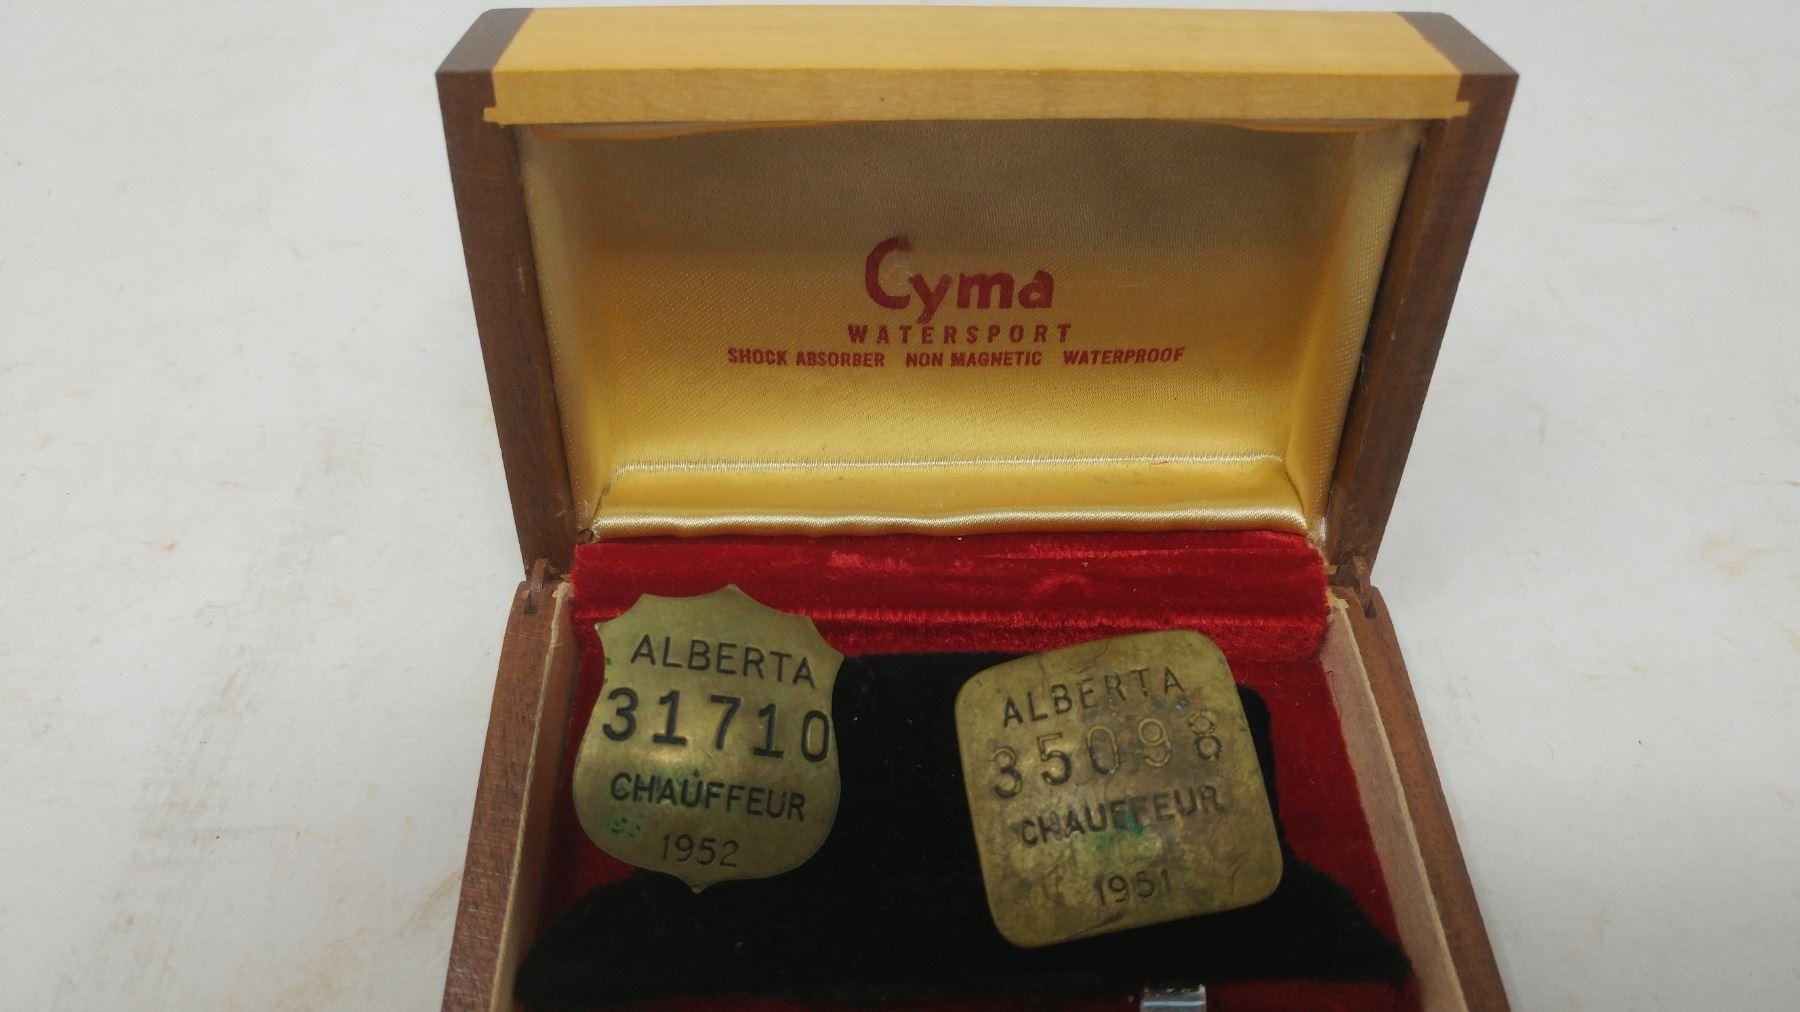 Cyma
WATERSPORT
SHOCK ABSORBER NON MAGNETIC WATERPROOF
ALBERTA
31710
CHAUFFEUR
1952
ALBERTA
35098
CHAUFFEUR
1951